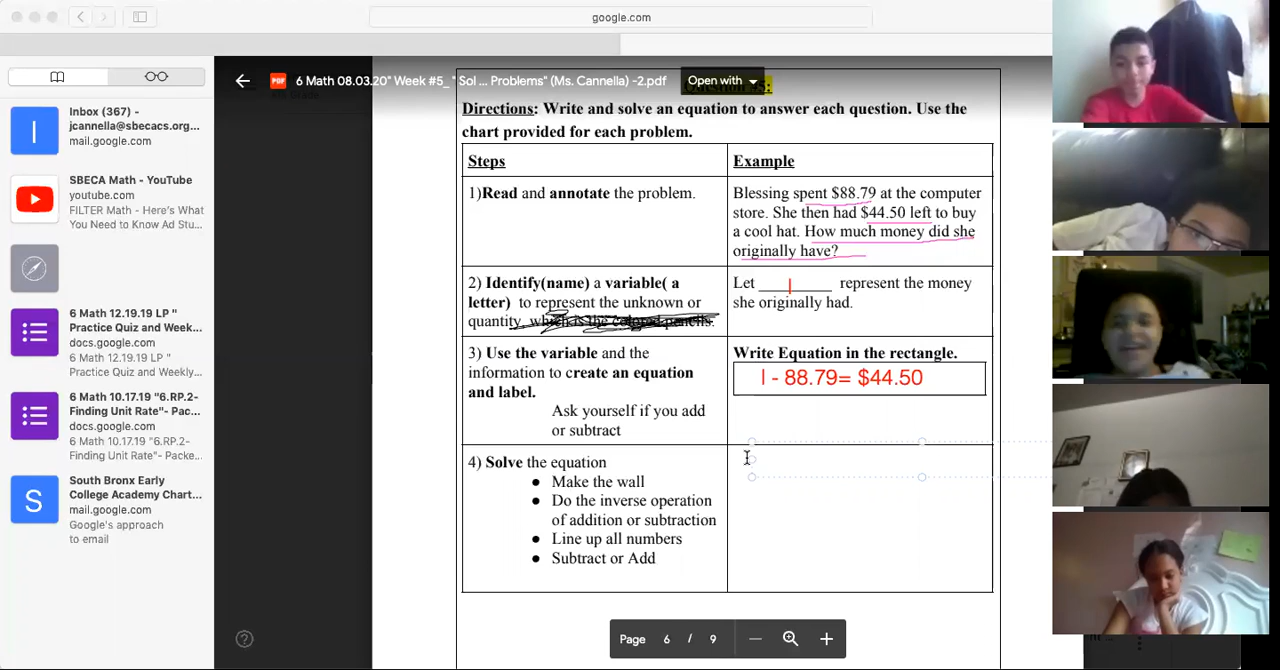 google.com
6 Math 08.03.20" Week #5_ " Sol ... Problems" (Ms. Cannella) -2.pdf
Open with
Inbox (367) -
jcannella@sbecacs.org...
mail.google.com
SBECA Math - YouTube
youtube.com
FILTER Math - Here's What
You Need to Know Ad Stu...
6 Math 12.19.19 LP "
Practice Quiz and Week...
docs.google.com
6 Math 12.19.19 LP "
Practice Quiz and Weekly...
6 Math 10.17.19 "6.RP.2-
Finding Unit Rate"- Pack...
docs.google.com
6 Math 10.17.19 "6.RP.2-
Finding Unit Rate"- Packe...
S
South Bronx Early
College Academy Chart...
mail.google.com
Google's approach
to email
Directions: Write and solve an equation to answer each question. Use the
chart provided for each problem.
Steps
Example
1)Read and annotate the problem.
Blessing spent $88.79 at the computer
store. She then had $44.50 left to buy
a cool hat. How much money did she
originally have?
2) Identify(name) a variable( a
letter) to represent the unknown or
quantity, which is the colored pencils.
Let ____l____ represent the money
she originally had.
3) Use the variable and the
information to create an equation
and label.
Ask yourself if you add
or subtract
Write Equation in the rectangle.
l - 88.79= $44.50
4) Solve the equation
● Make the wall
● Do the inverse operation
of addition or subtraction
● Line up all numbers
● Subtract or Add
Page 6 / 9